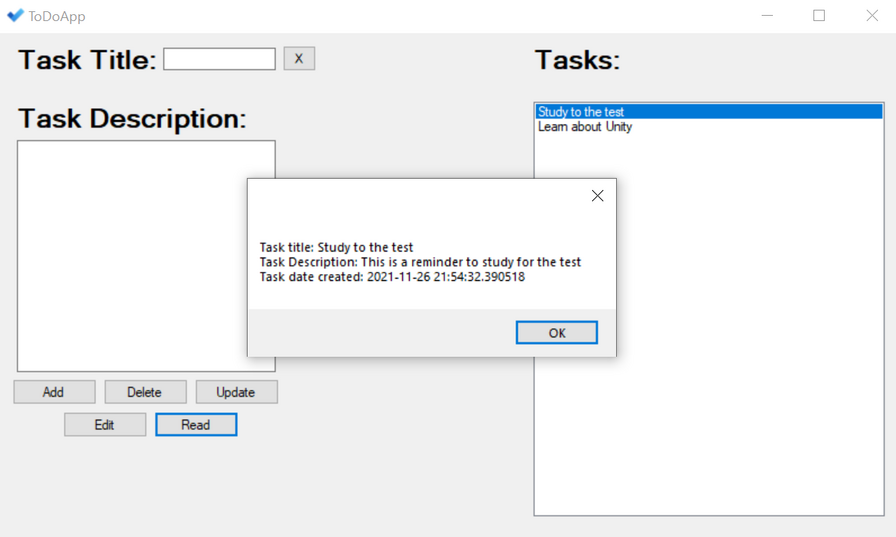 ToDoApp
Task Title:
X
Tasks:
Task Description:
Study to the test
Learn about Unity
Task title: Study to the test
Task Description: This is a reminder to study for the test
Task date created: 2021-11-26 21:54:32.390518
OK
Add Delete Update
Edit Read